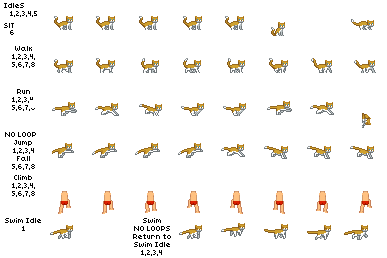 IdleS
1,2,3,4,5
SIT
6
Walk
1,2,3,4,
5,6,7,8
Run
1,2,3,
5,6,7,
NO LOOP
Jump
1,2,3,4
Fall
5,6,7,8
Climb
1,2,3,4,
5,6,7,8
Swim Idle
1
Swim
NO LOOPS
Return to
Swim Idle
1,2,3,4